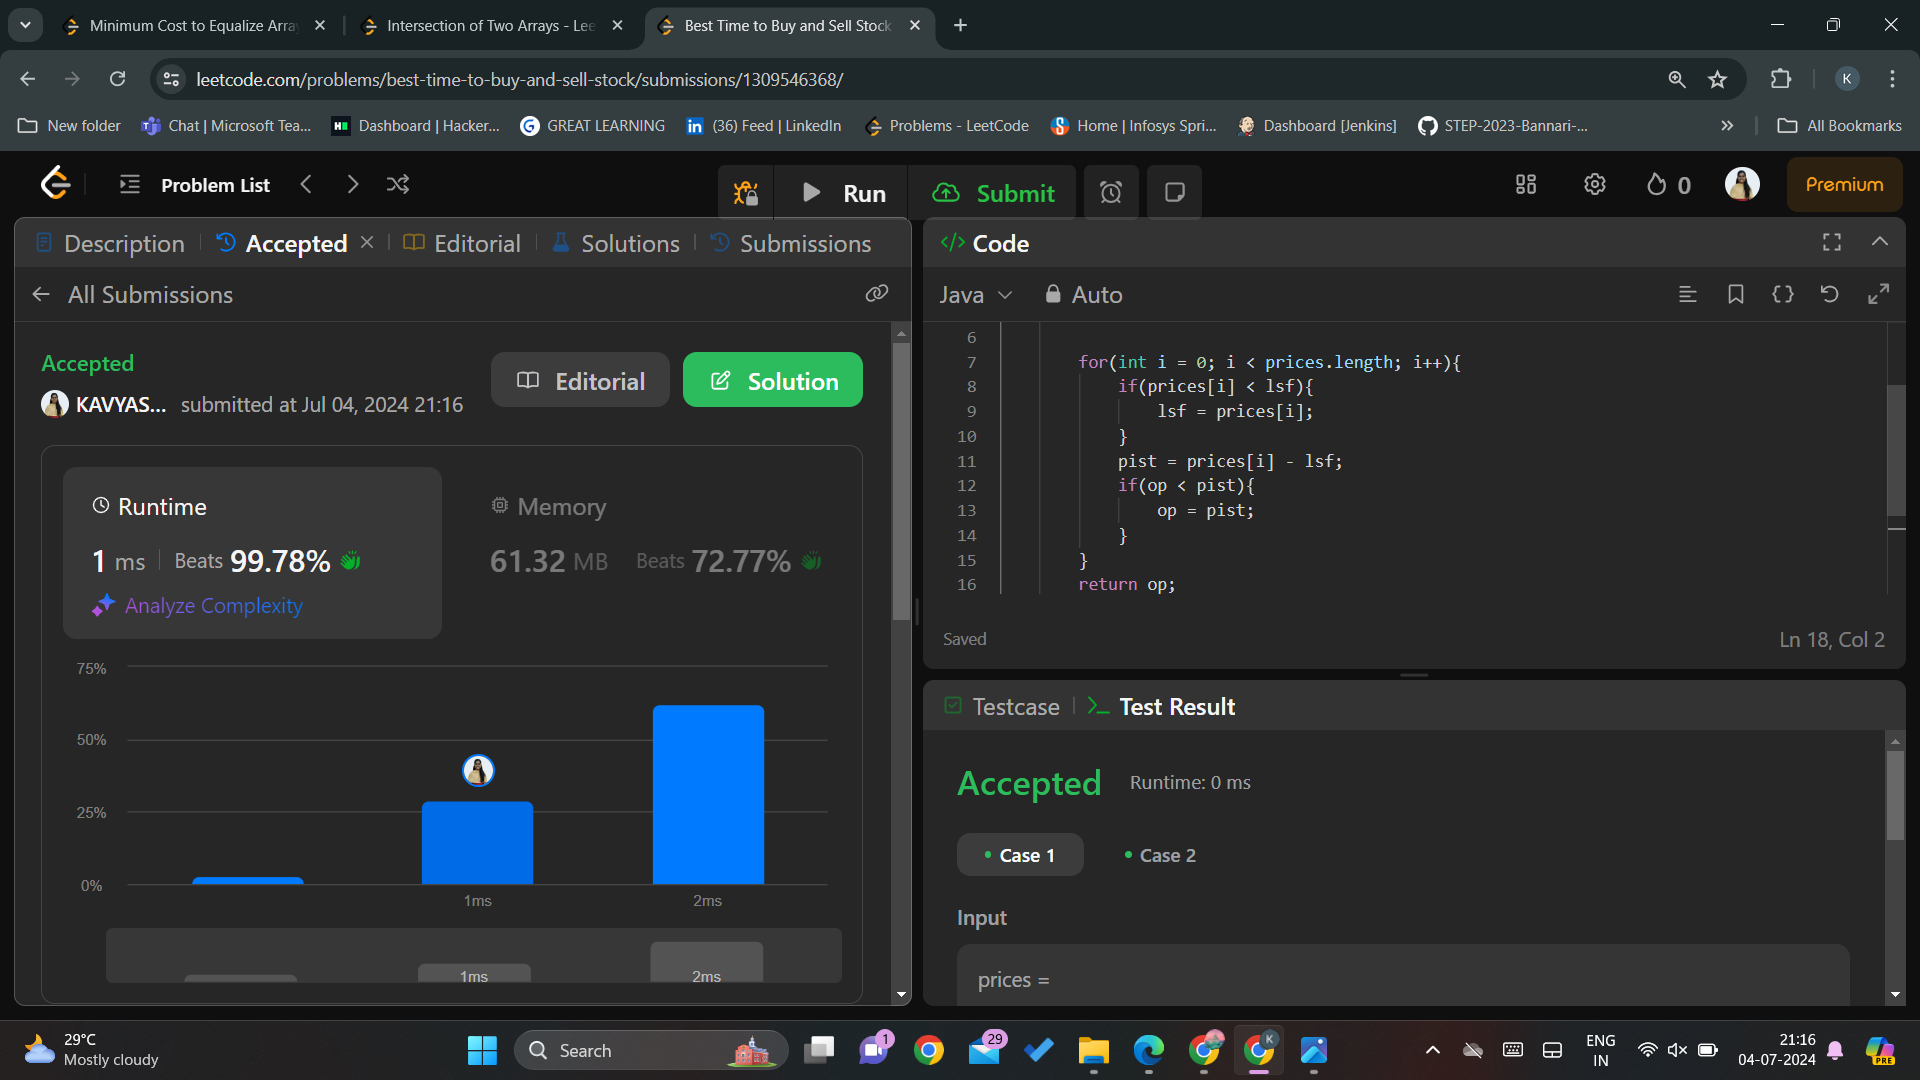 Minimum Cost to Equalize Arra
Intersection of Two Arrays - Lee
Best Time to Buy and Sell Stock
leetcode.com/problems/best-time-to-buy-and-sell-stock/submissions/1309546368/
K
New folder
Chat | Microsoft Tea...
Dashboard | Hacker...
GREAT LEARNING
(36) Feed | LinkedIn
Problems - LeetCode
Home | Infosys Spri...
Dashboard [Jenkins]
STEP-2023-Bannari-...
All Bookmarks
Problem List
Run
Submit
0
Premium
Description
Accepted
Editorial
Solutions
Submissions
All Submissions
Accepted
KAVYAS... submitted at Jul 04, 2024 21:16
Editorial
Solution
Runtime
1 ms Beats 99.78%
Analyze Complexity
Memory
61.32 MB Beats 72.77%
75%
50%
25%
0%
1ms
2ms
1ms
2ms
</> Code
Java
Auto
6
7 for(int i = 0; i < prices.length; i++){
8 if(prices[i] < lsf){
9 lsf = prices[i];
10 }
11 pist = prices[i] - lsf;
12 if(op < pist){
13 op = pist;
14 }
15 }
16 return op;
Saved
Ln 18, Col 2
Testcase
Test Result
Accepted
Runtime: 0 ms
Case 1
Case 2
Input
prices =
29°C
Mostly cloudy
Search
1
29
K
ENG
IN
21:16
04-07-2024
PRE